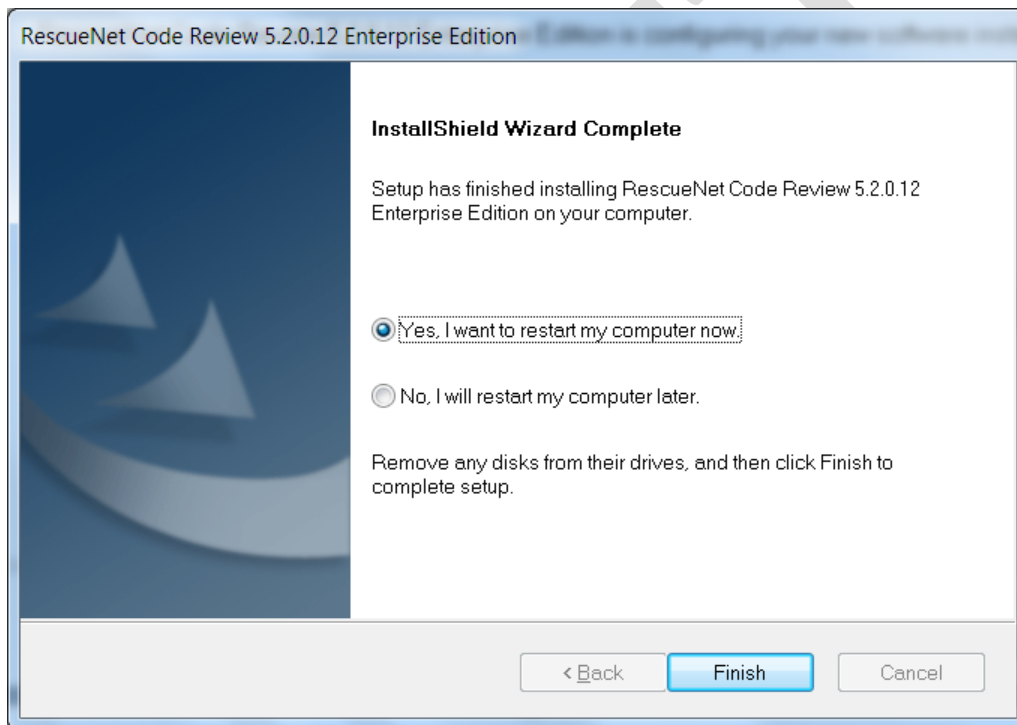 RescueNet Code Review 5.2.0.12 Enterprise Edition
InstallShield Wizard Complete
Setup has finished installing RescueNet Code Review 5.2.0.12
Enterprise Edition on your computer.
Yes, I want to restart my computer now.
No, I will restart my computer later.
Remove any disks from their drives, and then click Finish to
complete setup.
< Back
Finish
Cancel